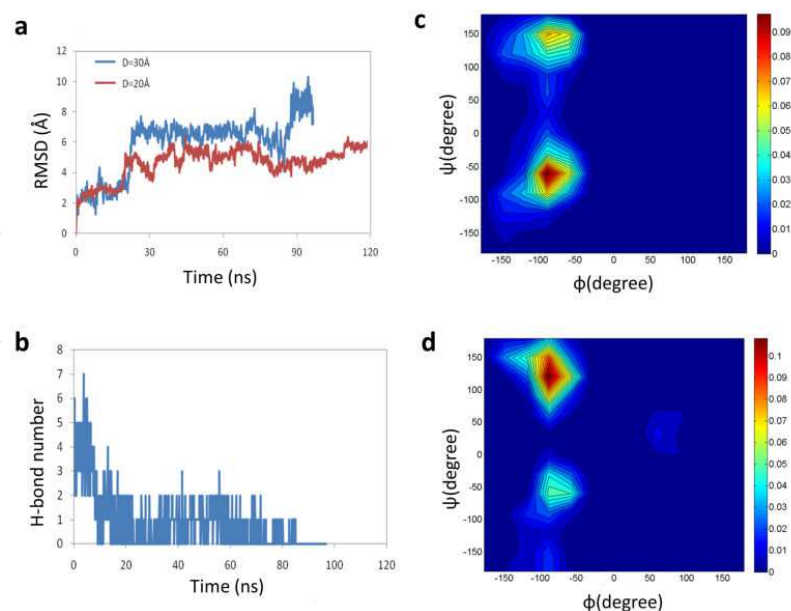 a
12
10
8
6
4
2
0
RMSD (Å)
D=30Å
D=20Å
0 30 60 90 119
Time (ns)
b
8
7
6
5
4
3
2
1
0
H-bond number
0 20 40 60 80 100 120
Time (ns)
c
150
100
50
0
-50
-100
-150
ψ(degree)
-150 -100 -50 0 50 100 150
ϕ(degree)
0.09
0.08
0.07
0.06
0.05
0.04
0.03
0.02
0.01
0
d
150
100
50
0
-50
-100
-150
ψ(degree)
-150 -100 -50 0 50 100 150
ϕ(degree)
0.1
0.09
0.08
0.07
0.06
0.05
0.04
0.03
0.02
0.01
0